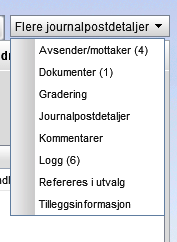 Flere journalpostdetaljer
Avsender/mottaker (4)
Dokumenter (1)
Gradering
Journalpostdetaljer
Kommentarer
Logg (6)
Refereres i utvalg
Tilleggsinformasjon